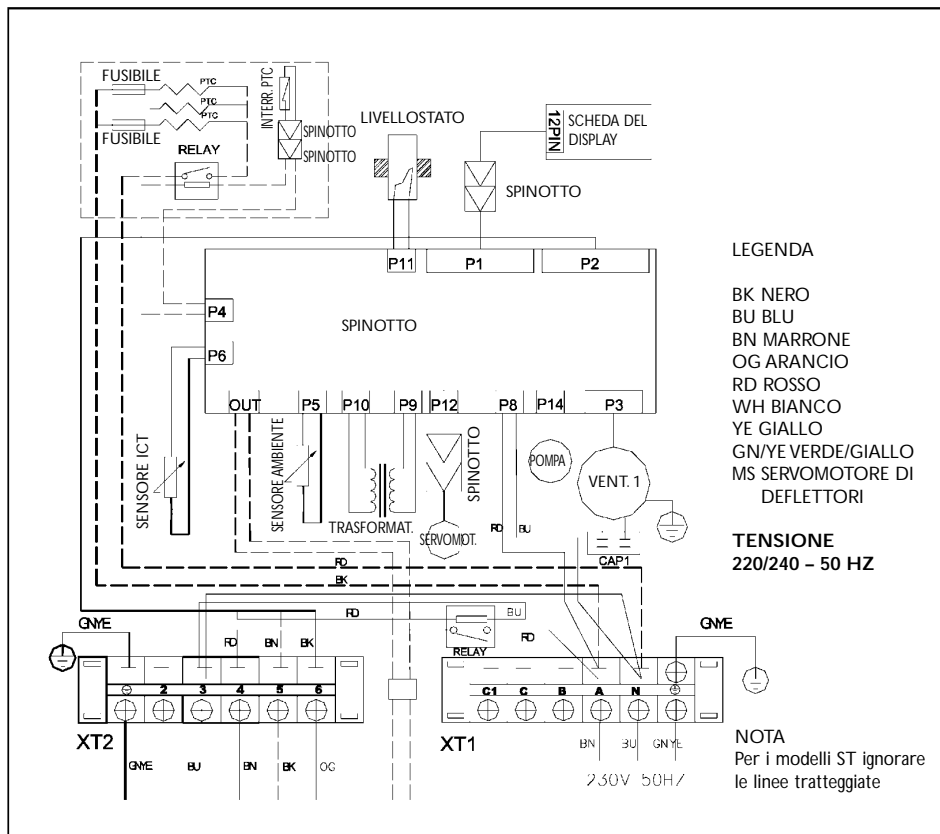 FUSIBILE
PTC
PTC
PTC
FUSIBILE
RELAY
INTERR. PTC
SPINOTTO
SPINOTTO
LIVELLOSTATO
12PIN
SCHEDA DEL
DISPLAY
SPINOTTO
P11
P1
P2
P4
SPINOTTO
P6
OUT
P5
P10
P9
P12
P8
P14
P3
SENSORE ICT
SENSORE AMBIENTE
TRASFORMAT.
SPINOTTO
SERVOMOT.
RD
BU
POMPA
VENT. 1
CAP1
LEGENDA
BK NERO
BU BLU
BN MARRONE
OG ARANCIO
RD ROSSO
WH BIANCO
YE GIALLO
GN/YE VERDE/GIALLO
MS SERVOMOTORE DI
DEFLETTORI
TENSIONE
220/240 – 50 HZ
RD
BK
RD
BU
GNYE
RD
BN
BK
RELAY
RD
GNYE
2
3
4
5
6
C1
C
B
A
N
XT2
XT1
GNYE
BU
BN
BK
OG
BN
BU
GNYE
230V 50HZ
NOTA
Per i modelli ST ignorare
le linee tratteggiate